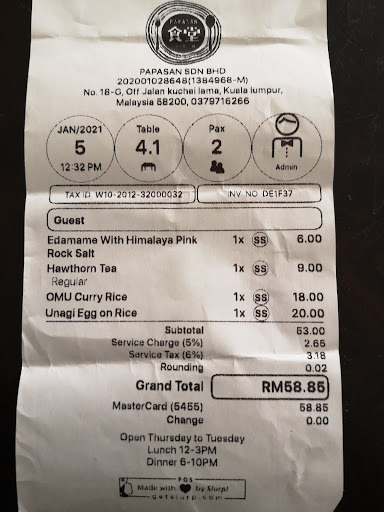 PAPASAN
食堂
PAPASAN SDN BHD
202001028648(1384968-M)
No. 18-G, Off Jalan kuchai lama, Kuala lumpur,
Malaysia 58200, 0379716266
JAN/2021 Table Pax
5 4.1 2
12:32 PM Admin
TAX ID: W10-2012-32000032 INV NO: DE1F37
Guest
Edamame With Himalaya Pink 1x SS 6.00
Rock Salt
Hawthorn Tea 1x SS 9.00
Regular
OMU Curry Rice 1x SS 18.00
Unagi Egg on Rice 1x SS 20.00
Subtotal 53.00
Service Charge (5%) 2.65
Service Tax (6%) 3.18
Rounding 0.02
Grand Total RM58.85
MasterCard (5455) 58.85
Change 0.00
Open Thursday to Tuesday
Lunch 12-3PM
Dinner 6-10PM
POS
Made with by Slurp!
getslurp.com